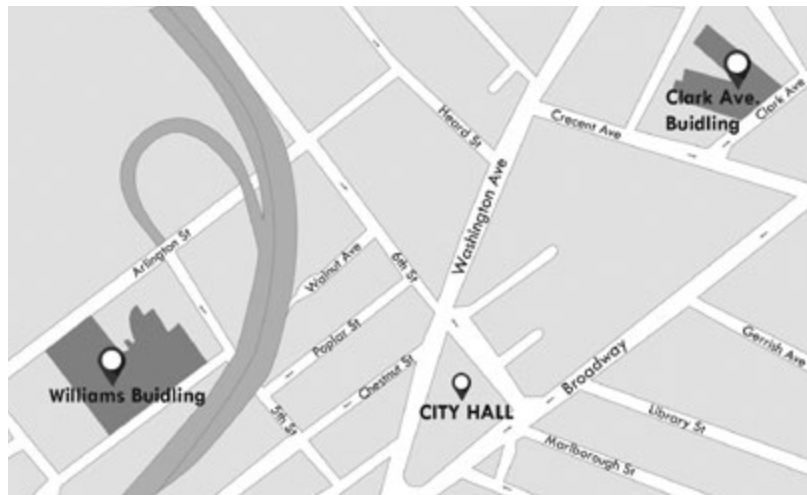 Clark Ave.
Buidling
Clark Ave
Heard St
Crescent Ave
Washington Ave
Arlington St
Walnut Ave
6th St
Poplar St
Chestnut St
5th St
Williams Buidling
CITY HALL
Broadway
Gerrish Ave
Library St
Marlborough St